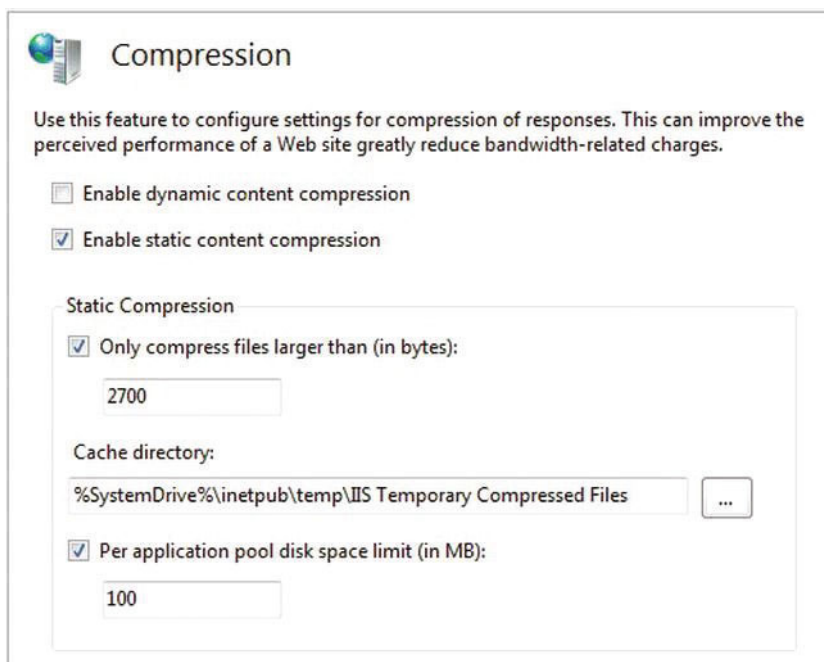 Compression
Use this feature to configure settings for compression of responses. This can improve the
perceived performance of a Web site greatly reduce bandwidth-related charges.
Enable dynamic content compression
Enable static content compression
Static Compression
Only compress files larger than (in bytes):
2700
Cache directory:
%SystemDrive%\inetpub\temp\IIS Temporary Compressed Files
...
Per application pool disk space limit (in MB):
100